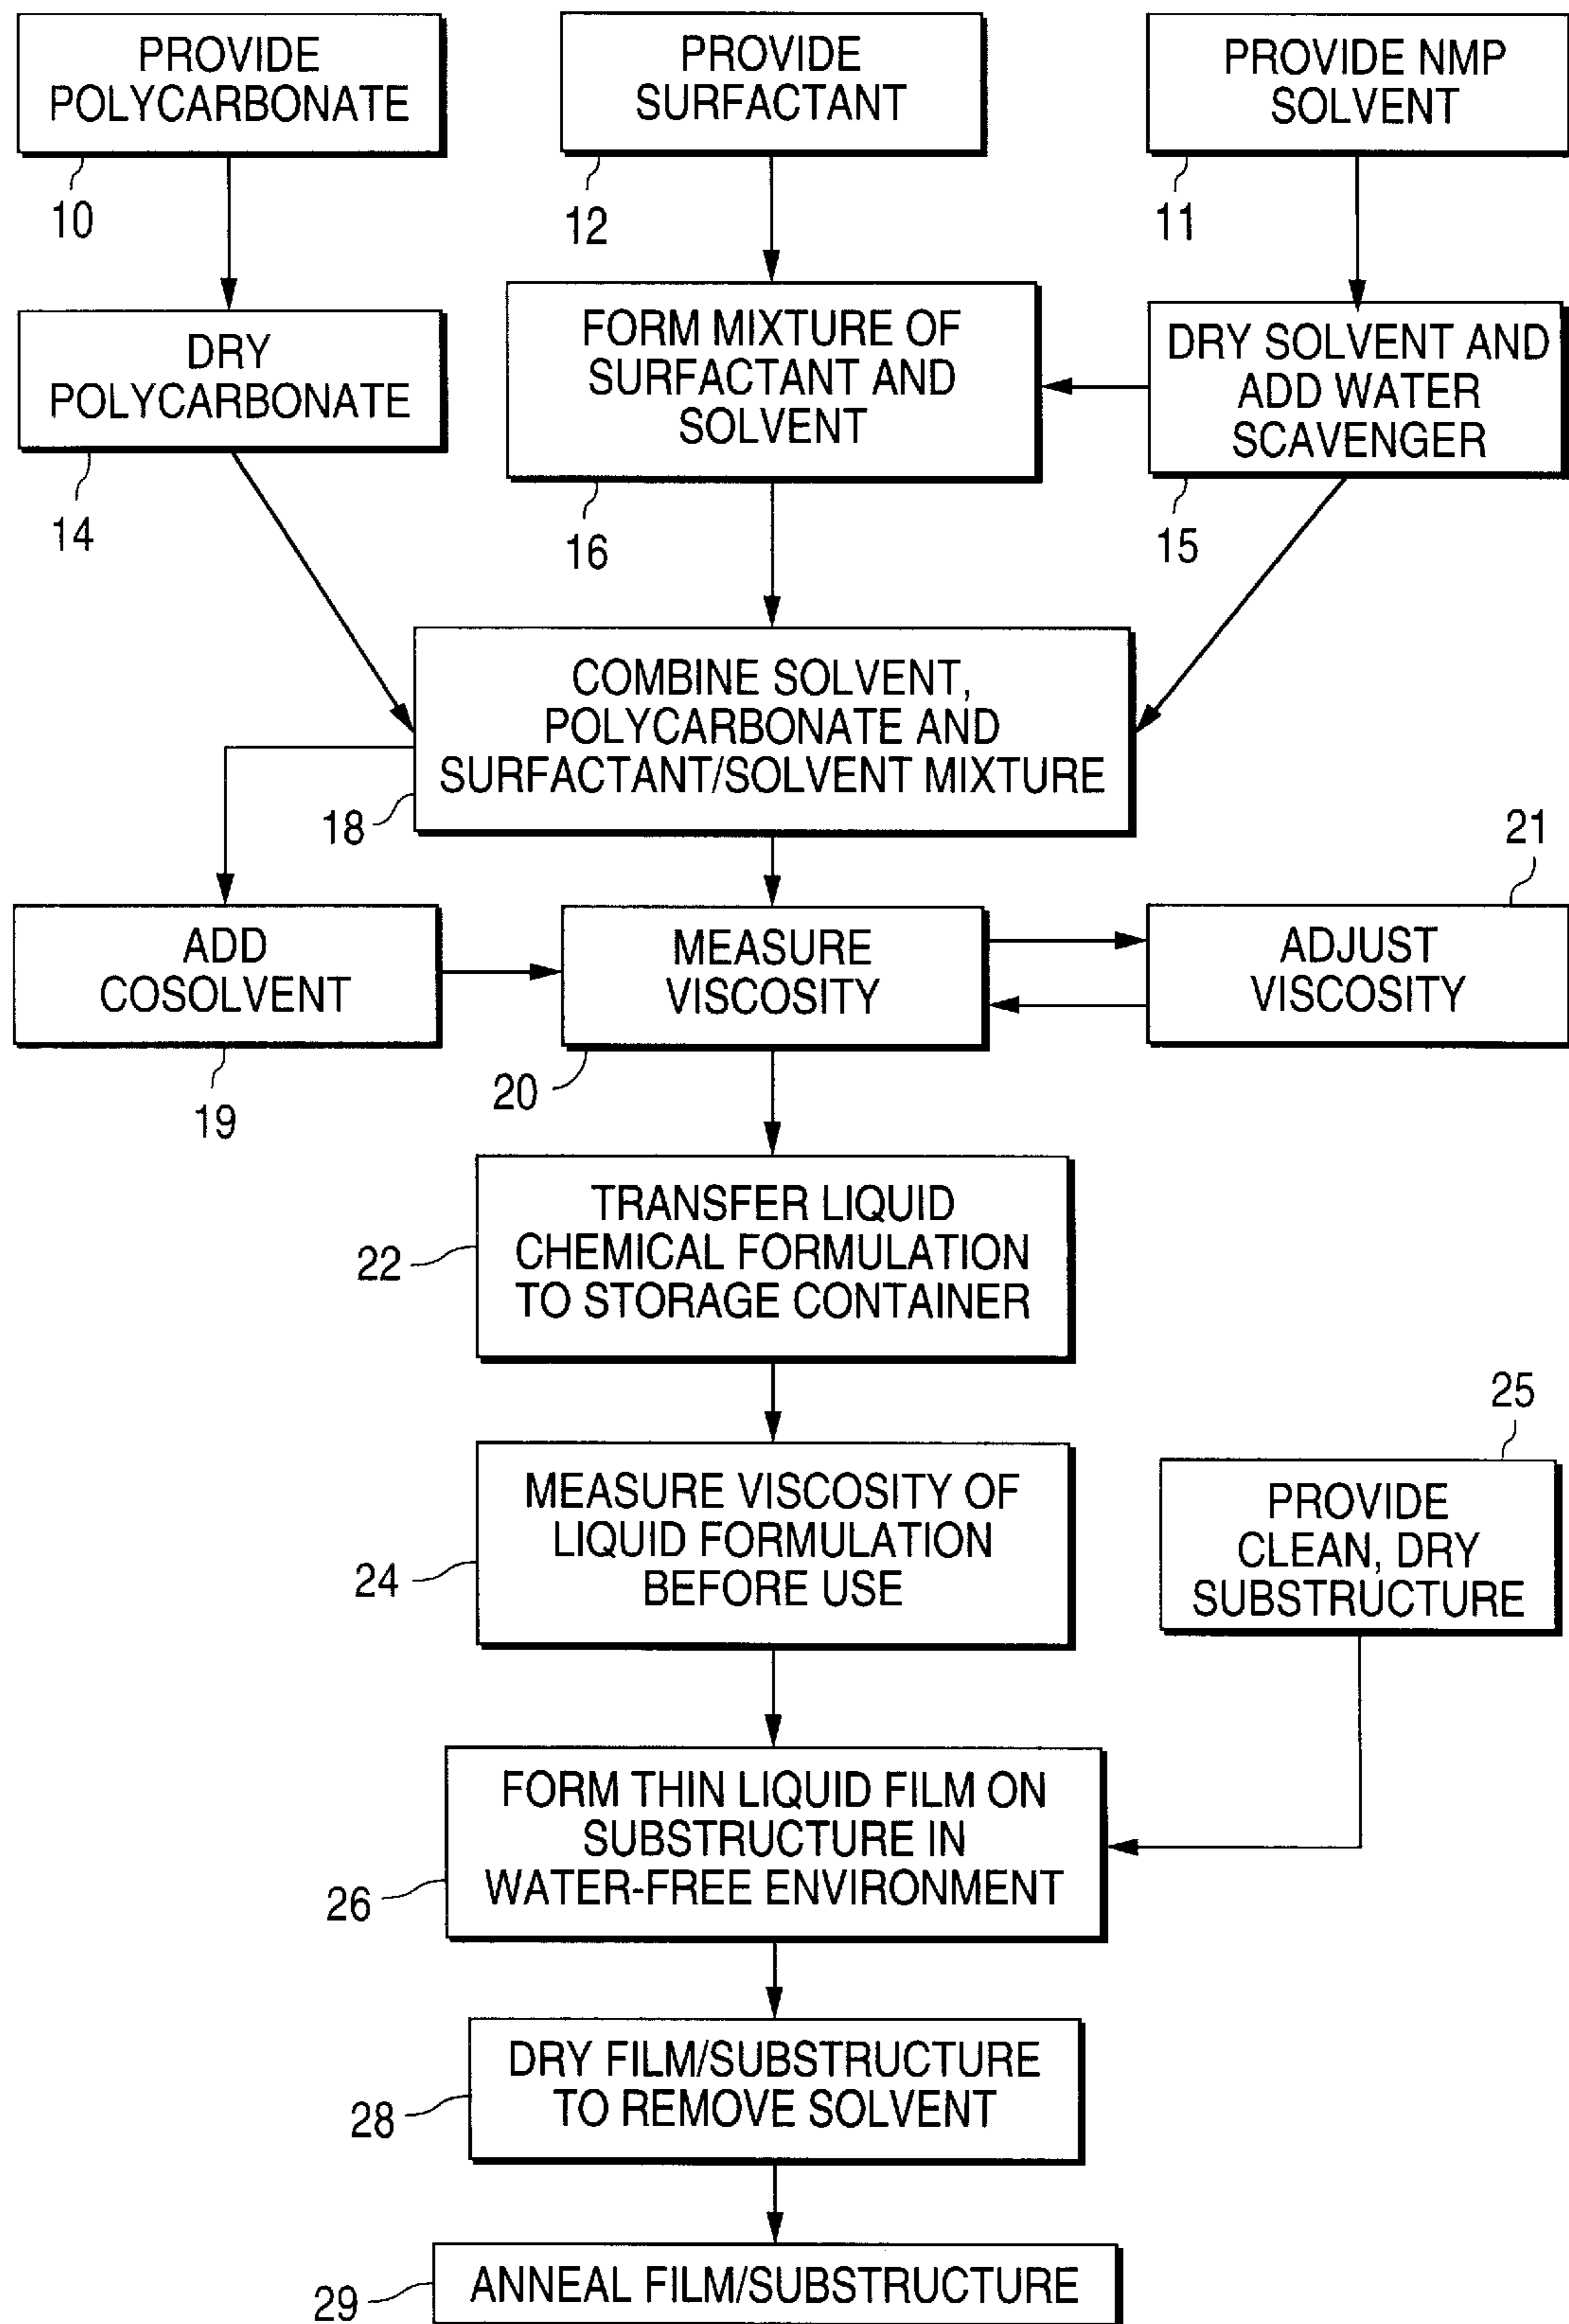 PROVIDE
POLYCARBONATE
10
PROVIDE
SURFACTANT
12
PROVIDE NMP
SOLVENT
11
DRY
POLYCARBONATE
14
FORM MIXTURE OF
SURFACTANT AND
SOLVENT
16
DRY SOLVENT AND
ADD WATER
SCAVENGER
15
COMBINE SOLVENT,
POLYCARBONATE AND
SURFACTANT/SOLVENT MIXTURE
18
ADD
COSOLVENT
19
MEASURE
VISCOSITY
20
21
ADJUST
VISCOSITY
TRANSFER LIQUID
CHEMICAL FORMULATION
TO STORAGE CONTAINER
22
MEASURE VISCOSITY OF
LIQUID FORMULATION
BEFORE USE
24
25
PROVIDE
CLEAN, DRY
SUBSTRUCTURE
FORM THIN LIQUID FILM ON
SUBSTRUCTURE IN
WATER-FREE ENVIRONMENT
26
DRY FILM/SUBSTRUCTURE
TO REMOVE SOLVENT
28
ANNEAL FILM/SUBSTRUCTURE
29